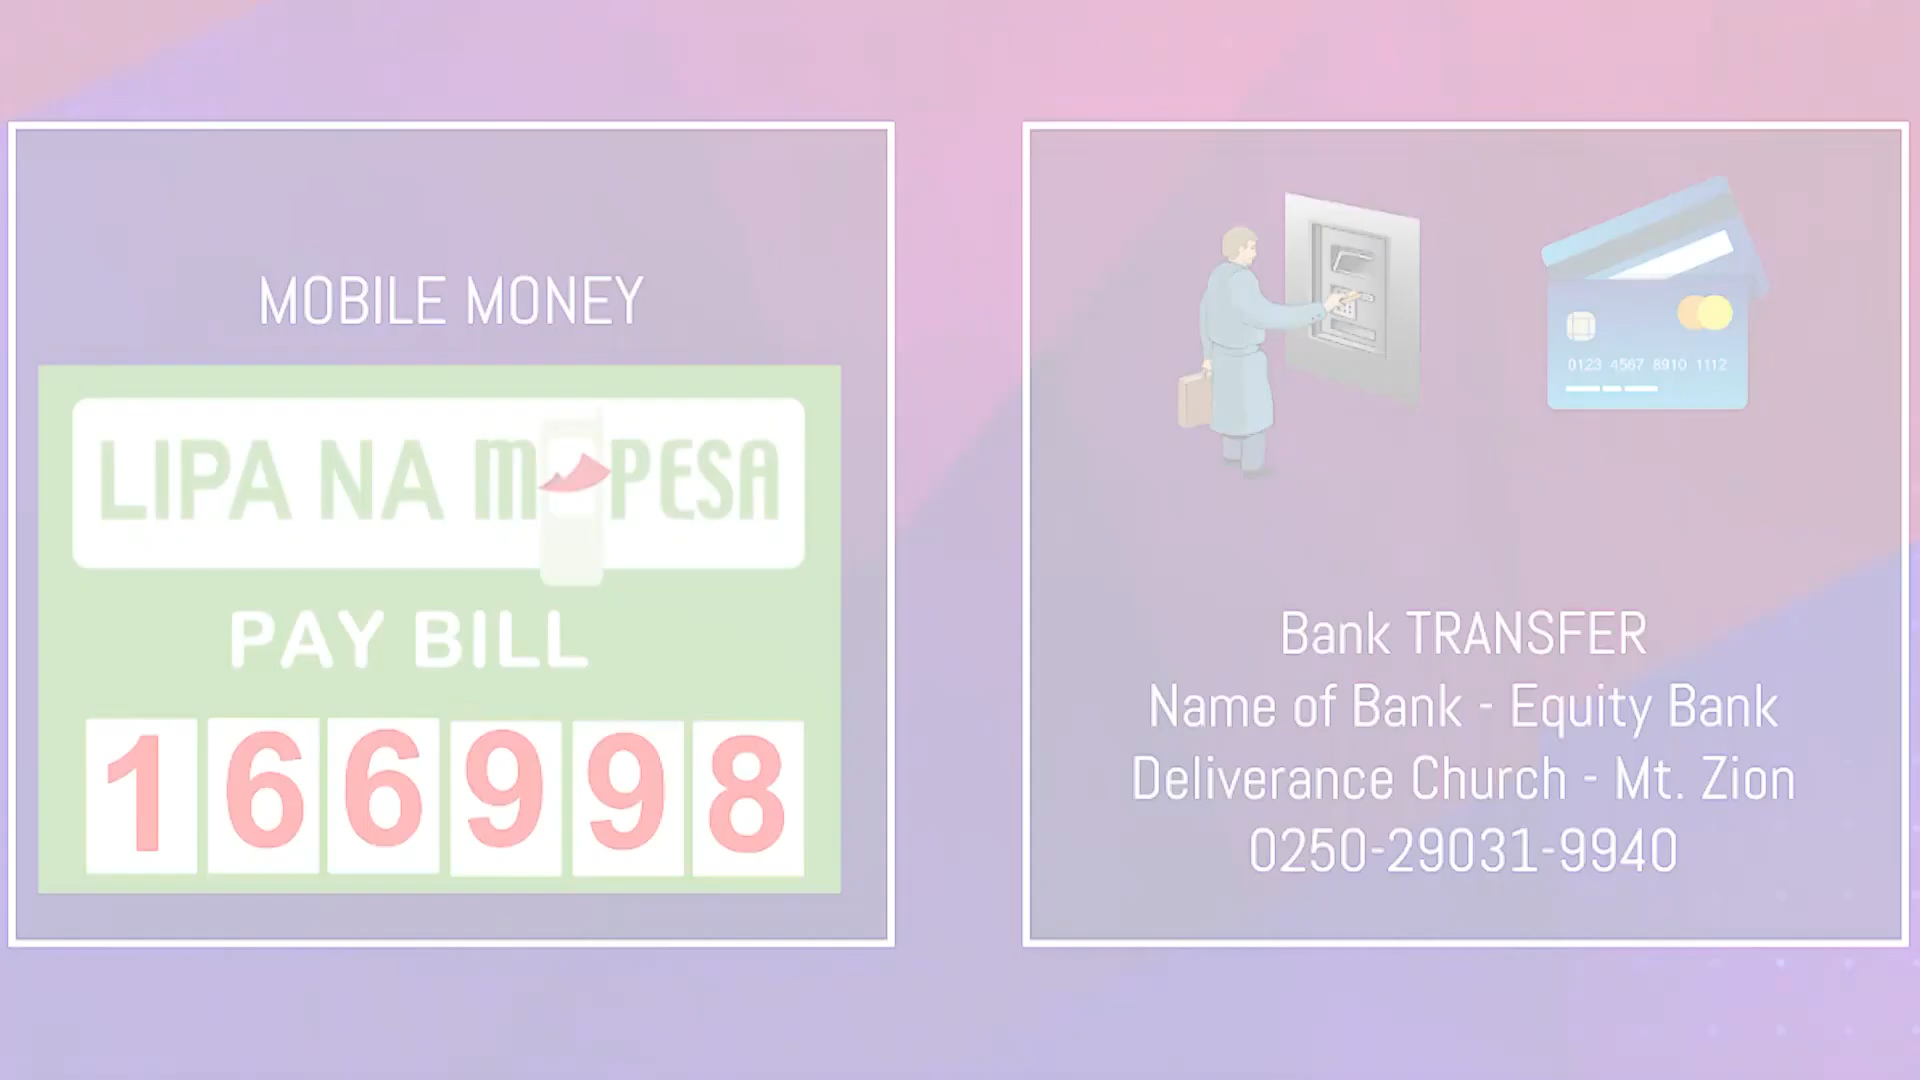 MOBILE MONEY
LIPA NA M-PESA
PAY BILL
166998
0123 4567 8910 1112
Bank TRANSFER
Name of Bank - Equity Bank
Deliverance Church - Mt. Zion
0250-29031-9940